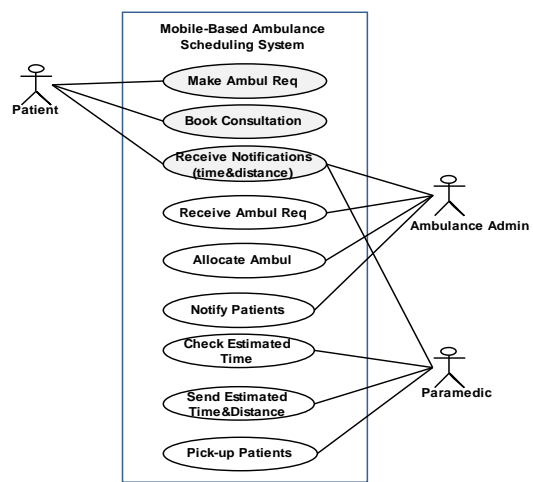 Mobile-Based Ambulance
Scheduling System
Make Ambul Req
Patient
Book Consultation
Receive Notifications
(time&distance)
Receive Ambul Req
Ambulance Admin
Allocate Ambul
Notify Patients
Check Estimated
Time
Paramedic
Send Estimated
Time&Distance
Pick-up Patients